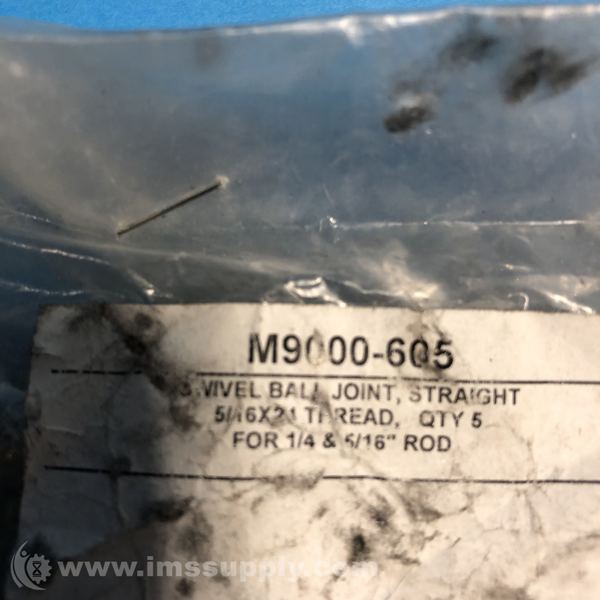 M9000-605
SWIVEL BALL JOINT, STRAIGHT
5/16X24 THREAD, QTY 5
FOR 1/4 & 5/16" ROD
www.imssupply.com